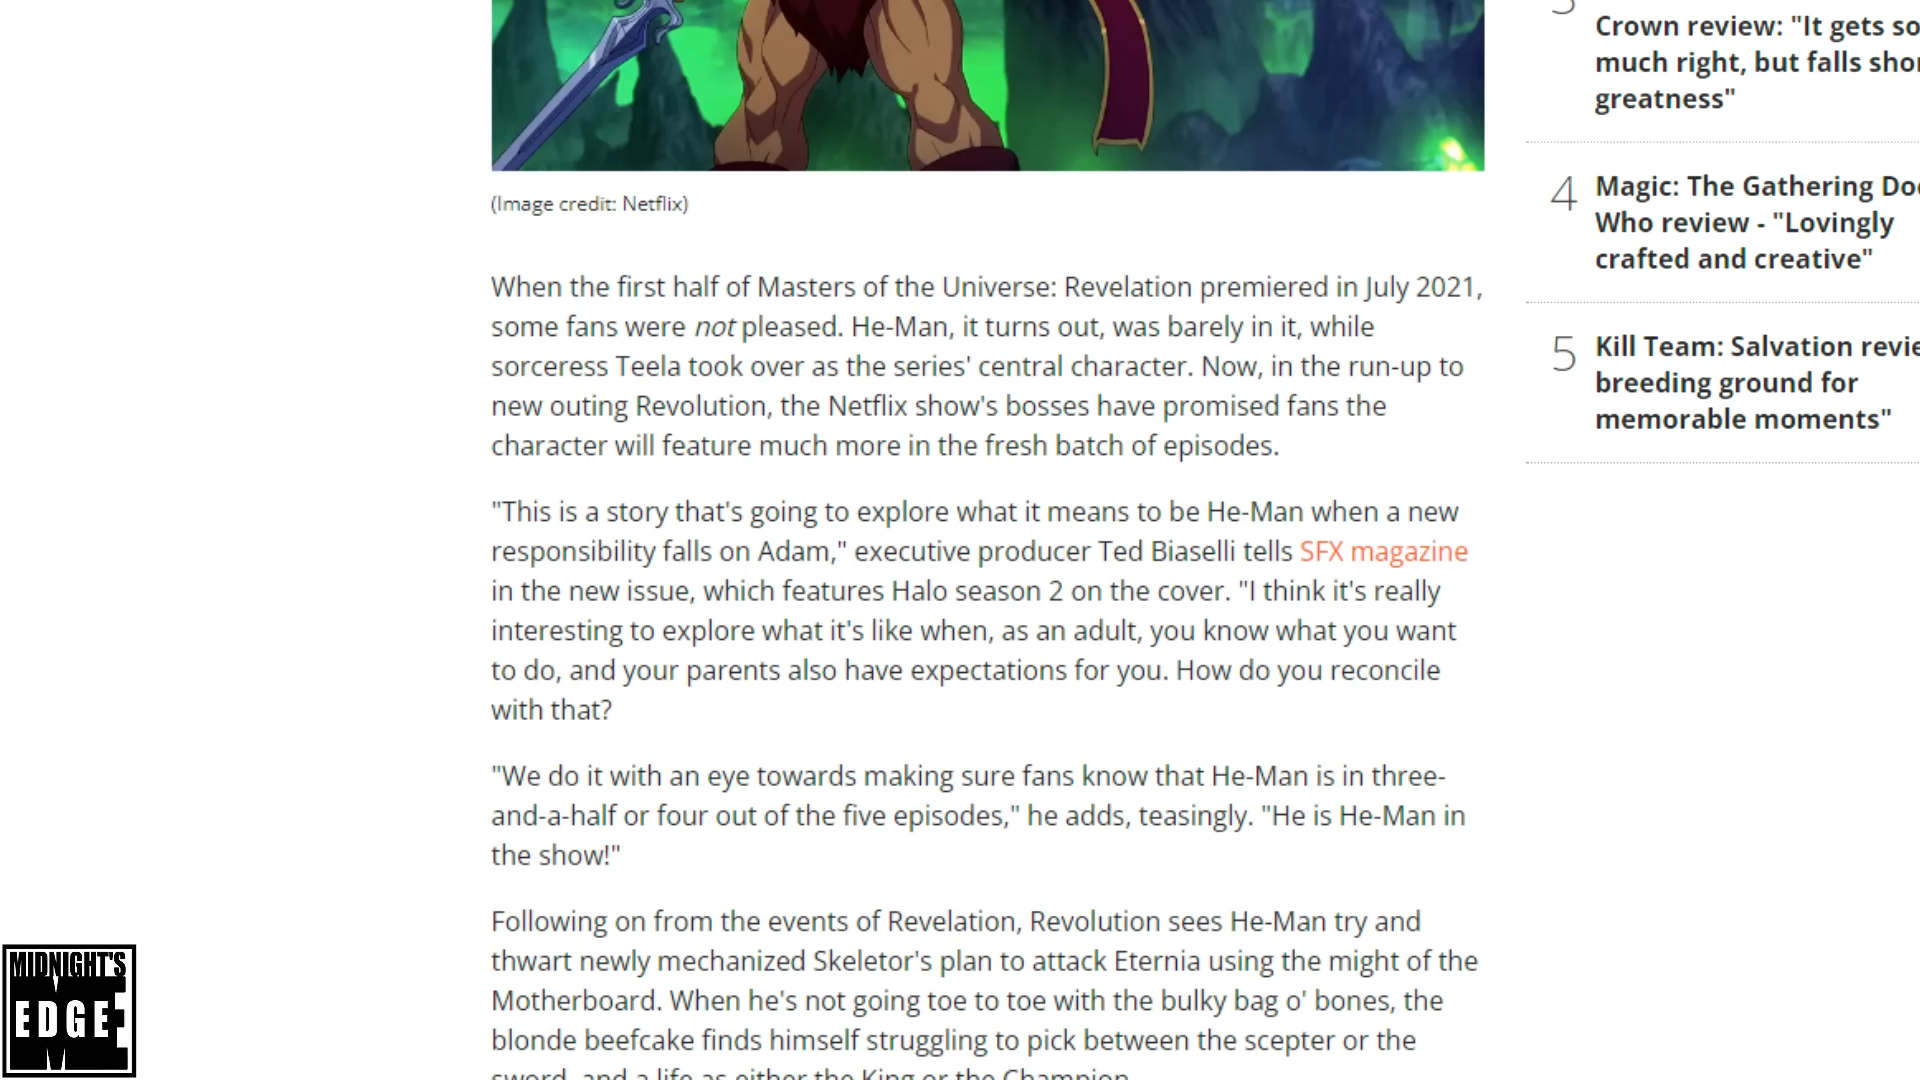 (Image credit: Netflix)
When the first half of Masters of the Universe: Revelation premiered in July 2021,
some fans were not pleased. He-Man, it turns out, was barely in it, while
sorceress Teela took over as the series' central character. Now, in the run-up to
new outing Revolution, the Netflix show's bosses have promised fans the
character will feature much more in the fresh batch of episodes.
"This is a story that's going to explore what it means to be He-Man when a new
responsibility falls on Adam," executive producer Ted Biaselli tells SFX magazine
in the new issue, which features Halo season 2 on the cover. "I think it's really
interesting to explore what it's like when, as an adult, you know what you want
to do, and your parents also have expectations for you. How do you reconcile
with that?
"We do it with an eye towards making sure fans know that He-Man is in three-
and-a-half or four out of the five episodes," he adds, teasingly. "He is He-Man in
the show!"
Following on from the events of Revelation, Revolution sees He-Man try and
thwart newly mechanized Skeletor's plan to attack Eternia using the might of the
Motherboard. When he's not going toe to toe with the bulky bag o' bones, the
blonde beefcake finds himself struggling to pick between the scepter or the
sword, and a life as either the King or the Champion.
Crown review: "It gets so
much right, but falls
greatness"
4
Magic: The Gathering
Who review - "Lovingly
crafted and creative"
5
Kill Team: Salvation
breeding ground for
memorable moments"
MIDNIGHT'S
EDGE